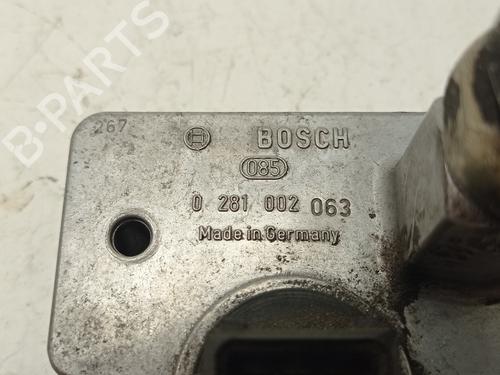 B-PARTS
267
BOSCH
085
0 281 002 063
Made in Germany